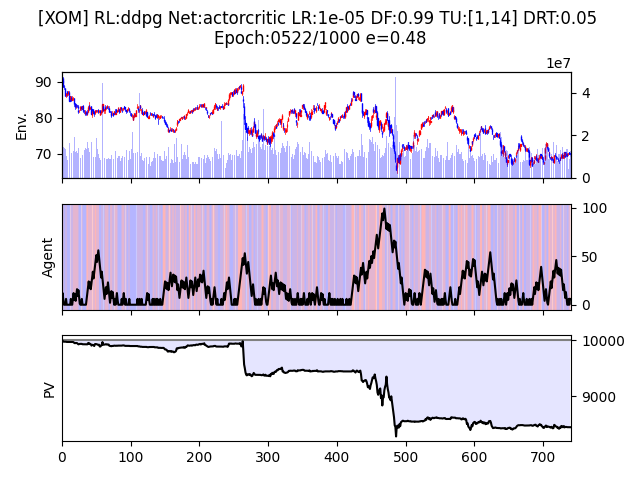 [XOM] RL:ddpg Net:actorcritic LR:1e-05 DF:0.99 TU:[1,14] DRT:0.05
Epoch:0522/1000 e=0.48
1e7
90
80
70
Env.
4
2
0
Agent
100
50
0
PV
10000
9000
0 100 200 300 400 500 600 700